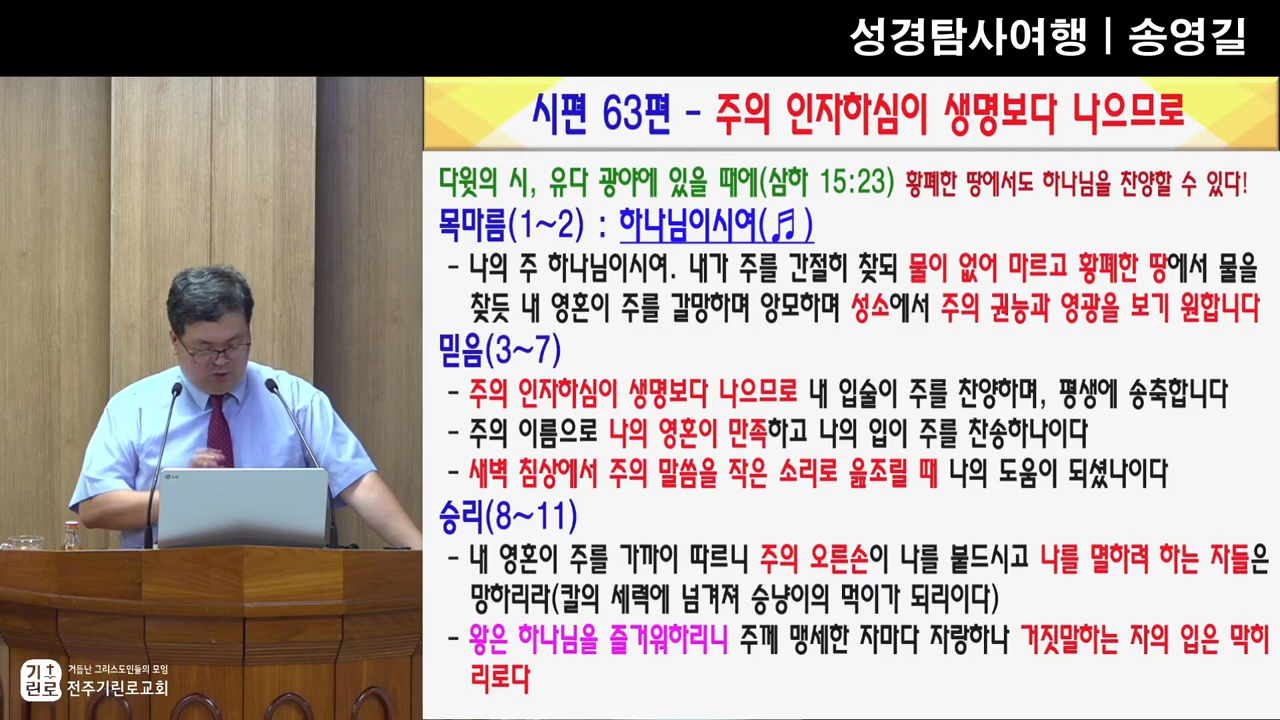 성경탐사여행 | 송영길
시편 63편 - 주의 인자하심이 생명보다 나으므로
다윗의 시, 유다 광야에 있을 때에(삼하 15:23) 황폐한 땅에서도 하나님을 찬양할 수 있다!
목마름(1~2) : 하나님이시여(♬)
- 나의 주 하나님이시여. 내가 주를 간절히 찾되 물이 없어 마르고 황폐한 땅에서 물을
찾듯 내 영혼이 주를 갈망하며 앙모하며 성소에서 주의 권능과 영광을 보기 원합니다
믿음(3~7)
- 주의 인자하심이 생명보다 나으므로 내 입술이 주를 찬양하며, 평생에 송축합니다
- 주의 이름으로 나의 영혼이 만족하고 나의 입이 주를 찬송하나이다
- 새벽 침상에서 주의 말씀을 작은 소리로 읊조릴 때 나의 도움이 되셨나이다
승리(8~11)
- 내 영혼이 주를 가까이 따르니 주의 오른손이 나를 붙드시고 나를 멸하려 하는 자들은
망하리라(칼의 세력에 넘겨져 승냥이의 먹이가 되리이다)
- 왕은 하나님을 즐거워하리니 주께 맹세한 자마다 자랑하나 거짓말하는 자의 입은 막히
리로다
기린로
거듭난 그리스도인들의 모임
전주기린로교회